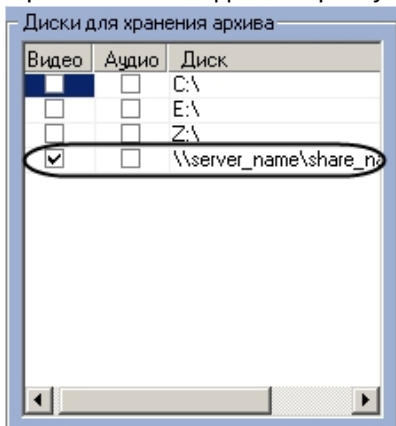 Диски для хранения архива
Видео Аудио Диск
C:\
E:\
Z:\
\\server_name\share_na